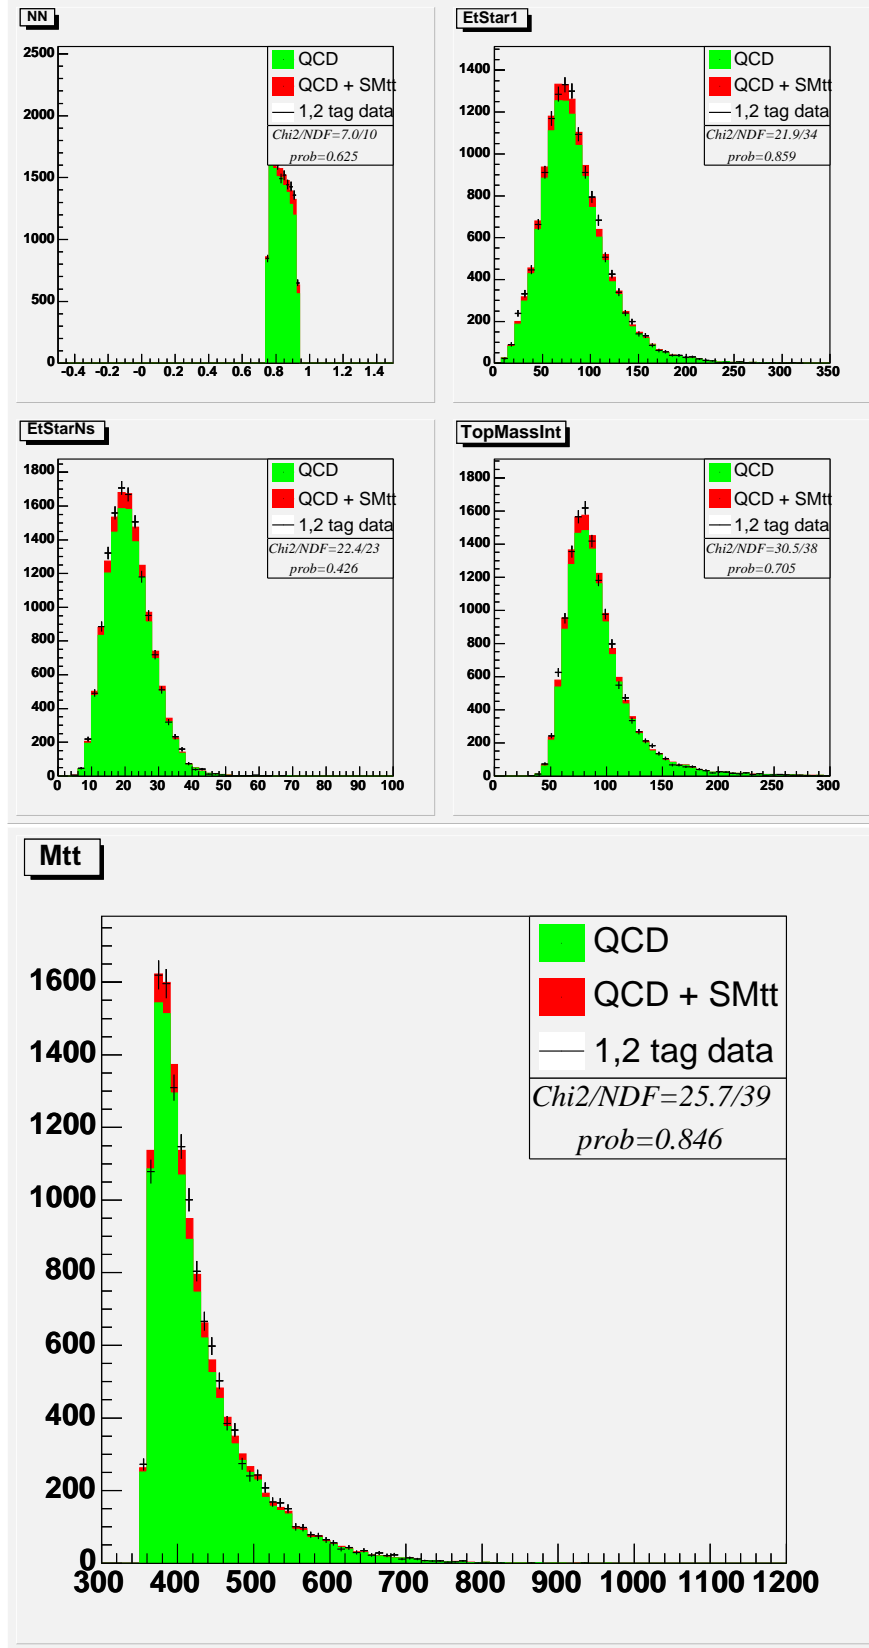 NN
QCD
QCD + SMtt
1,2 tag data
Chi2/NDF=7.0/10
prob=0.625
2500
2000
1500
1000
500
0
-0.4 -0.2 -0 0.2 0.4 0.6 0.8 1 1.2 1.4
EtStar1
QCD
QCD + SMtt
1,2 tag data
Chi2/NDF=21.9/34
prob=0.859
1400
1200
1000
800
600
400
200
0
0 50 100 150 200 250 300 350
EtStarNs
QCD
QCD + SMtt
1,2 tag data
Chi2/NDF=22.4/23
prob=0.426
1800
1600
1400
1200
1000
800
600
400
200
0
0 10 20 30 40 50 60 70 80 90 100
TopMassInt
QCD
QCD + SMtt
1,2 tag data
Chi2/NDF=30.5/38
prob=0.705
1800
1600
1400
1200
1000
800
600
400
200
0
0 50 100 150 200 250 300
Mtt
QCD
QCD + SMtt
1,2 tag data
Chi2/NDF=25.7/39
prob=0.846
1600
1400
1200
1000
800
600
400
200
0
300 400 500 600 700 800 900 1000 1100 1200